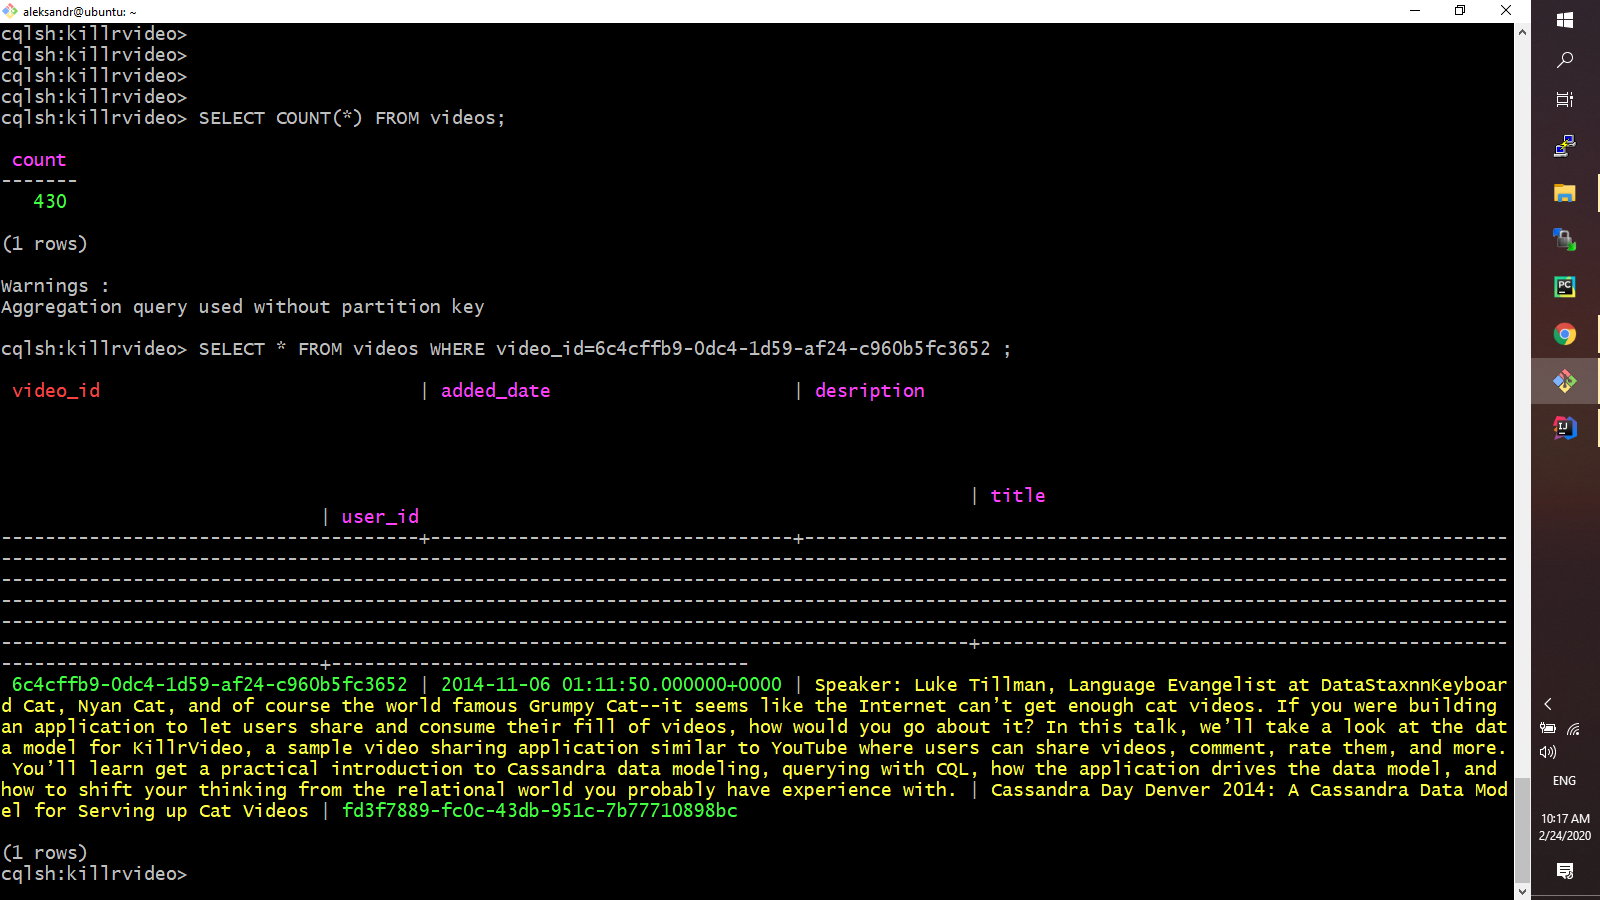 aleksandr@ubuntu: ~
cqlsh:killrvideo>
cqlsh:killrvideo>
cqlsh:killrvideo>
cqlsh:killrvideo>
cqlsh:killrvideo> SELECT COUNT(*) FROM videos;
count
-------
430
(1 rows)
Warnings :
Aggregation query used without partition key
cqlsh:killrvideo> SELECT * FROM videos WHERE video_id=6c4cffb9-0dc4-1d59-af24-c960b5fc3652 ;
video_id | added_date | desription
| title
| user_id
6c4cffb9-0dc4-1d59-af24-c960b5fc3652 | 2014-11-06 01:11:50.000000+0000 | Speaker: Luke Tillman, Language Evangelist at DataStaxnnKeyboar
d Cat, Nyan Cat, and of course the world famous Grumpy Cat--it seems like the Internet can’t get enough cat videos. If you were building
an application to let users share and consume their fill of videos, how would you go about it? In this talk, we’ll take a look at the dat
a model for KillrVideo, a sample video sharing application similar to YouTube where users can share videos, comment, rate them, and more.
You’ll learn get a practical introduction to Cassandra data modeling, querying with CQL, how the application drives the data model, and
how to shift your thinking from the relational world you probably have experience with. | Cassandra Day Denver 2014: A Cassandra Data Mod
el for Serving up Cat Videos | fd3f7889-fc0c-43db-951c-7b77710898bc
(1 rows)
cqlsh:killrvideo>
PC
IJ
ENG
10:17 AM
2/24/2020